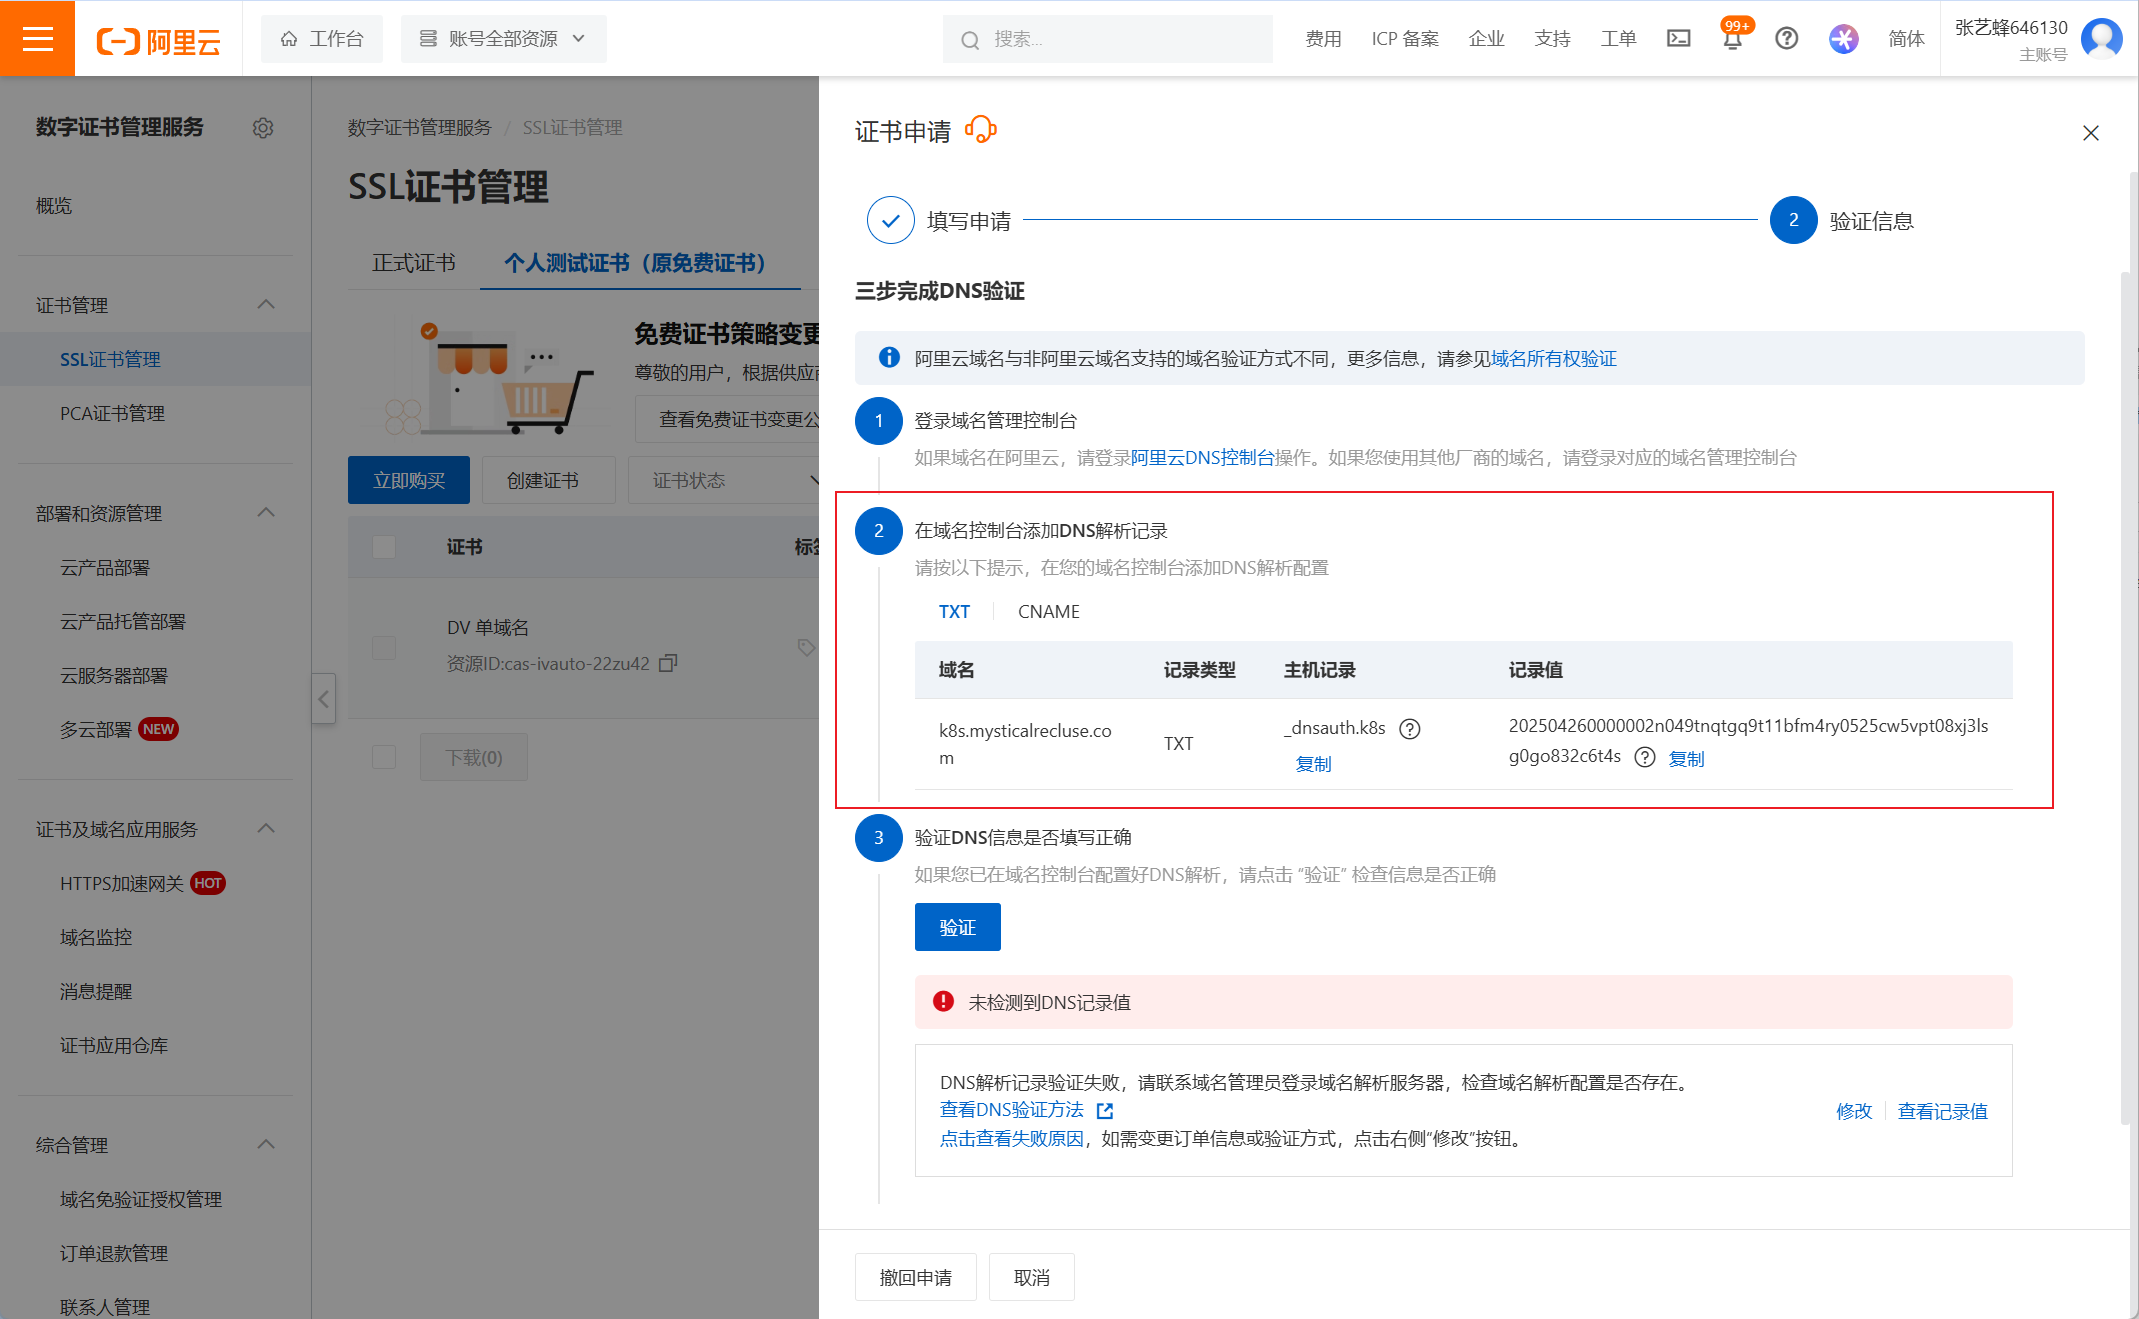 阿里云
工作台
账号全部资源
搜索...
费用
ICP 备案
企业
支持
工单
99+
简体
张艺蜂646130
主账号
数字证书管理服务
概览
证书管理
SSL证书管理
PCA证书管理
部署和资源管理
云产品部署
云产品托管部署
云服务器部署
多云部署 NEW
证书及域名应用服务
HTTPS加速网关 HOT
域名监控
消息提醒
证书应用仓库
综合管理
域名免验证授权管理
订单退款管理
联系人管理
数字证书管理服务 / SSL证书管理
SSL证书管理
正式证书
个人测试证书（原免费证书）
免费证书策略变更
尊敬的用户，根据供应
查看免费证书变更公
立即购买
创建证书
证书状态
证书
DV 单域名
资源ID:cas-ivauto-22zu42
下载(0)
证书申请
填写申请
2 验证信息
三步完成DNS验证
阿里云域名与非阿里云域名支持的域名验证方式不同，更多信息，请参见域名所有权验证
1 登录域名管理控制台
如果域名在阿里云，请登录阿里云DNS控制台操作。如果您使用其他厂商的域名，请登录对应的域名管理控制台
2 在域名控制台添加DNS解析记录
请按以下提示，在您的域名控制台添加DNS解析配置
TXT
CNAME
域名 记录类型 主机记录 记录值
k8s.mysticalrecluse.co
m
TXT
_dnsauth.k8s
复制
202504260000002n049tnqtgq9t11bfm4ry0525cw5vpt08xj3ls
g0go832c6t4s 复制
3 验证DNS信息是否填写正确
如果您已在域名控制台配置好DNS解析，请点击 “验证” 检查信息是否正确
验证
未检测到DNS记录值
DNS解析记录验证失败，请联系域名管理员登录域名解析服务器，检查域名解析配置是否存在。
查看DNS验证方法
点击查看失败原因，如需变更订单信息或验证方式，点击右侧“修改”按钮。
修改
查看记录值
撤回申请
取消